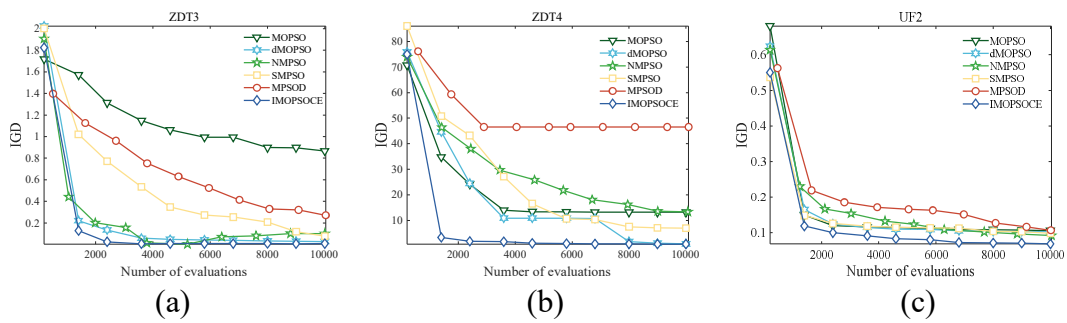 ZDT3
2
1.8
1.6
1.4
1.2
1
0.8
0.6
0.4
0.2
IGD
MOPSO
dMOPSO
NMPSO
SMPSO
MPSOD
IMOPSOCE
2000 4000 6000 8000 10000
Number of evaluations
(a)
ZDT4
80
70
60
50
40
30
20
10
IGD
MOPSO
dMOPSO
NMPSO
SMPSO
MPSOD
IMOPSOCE
2000 4000 6000 8000 10000
Number of evaluations
(b)
UF2
0.6
0.5
0.4
0.3
0.2
0.1
IGD
MOPSO
dMOPSO
NMPSO
SMPSO
MPSOD
IMOPSOCE
2000 4000 6000 8000 10000
Number of evaluations
(c)